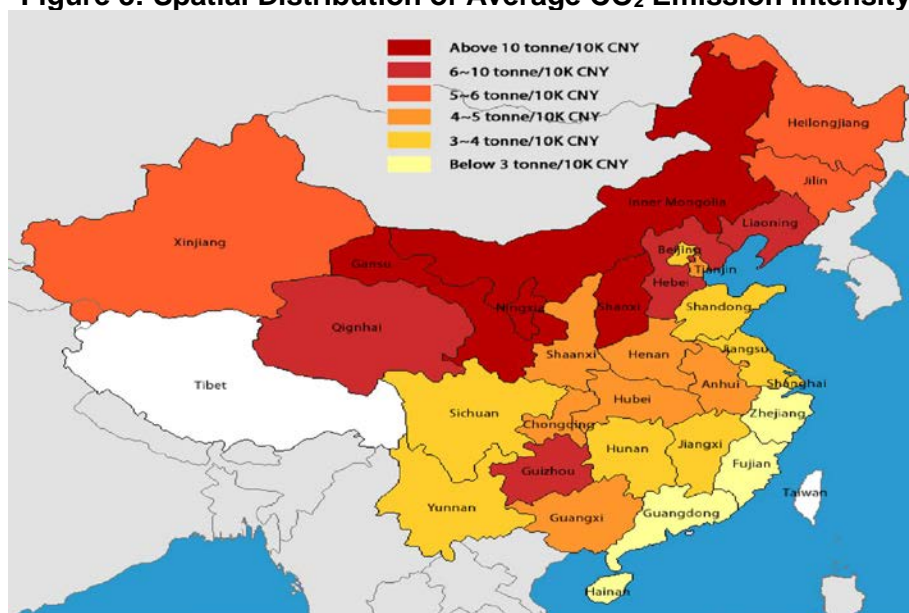 Figure 3. Spatial Distribution of Average CO₂ Emission Intensity
Above 10 tonne/10K CNY
6~10 tonne/10K CNY
5~6 tonne/10K CNY
4~5 tonne/10K CNY
3~4 tonne/10K CNY
Below 3 tonne/10K CNY
Heilongjiang
Jilin
Inner Mongolia
Liaoning
Xinjiang
Beijing
Gansu
Tianjin
Hebei
Ningxia
Shanxi
Shandong
Qignhai
Shaanxi
Henan
Jiangsu
Tibet
Anhui
Shanghai
Hubei
Sichuan
Zhejiang
Chongqing
Hunan
Jiangxi
Guizhou
Fujian
Taiwan
Yunnan
Guangxi
Guangdong
Hainan